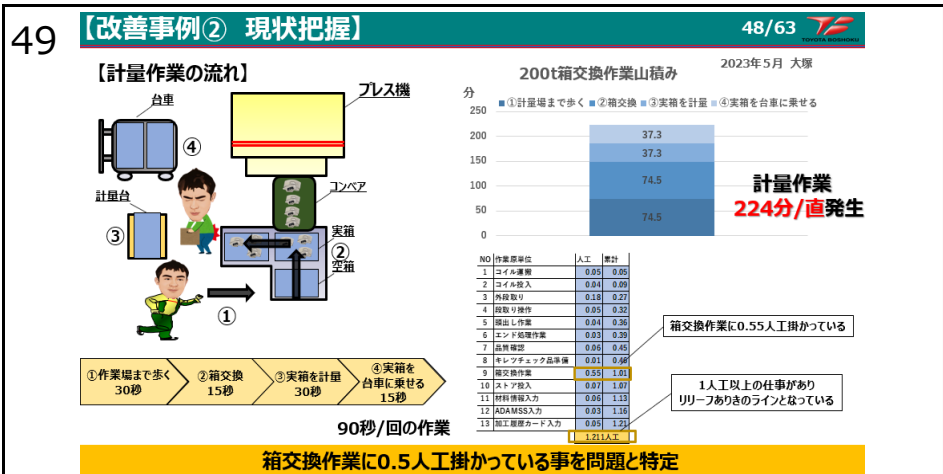 49
【改善事例② 現状把握】
48/63
TOYOTA BOSHOKU
【計量作業の流れ】
台車
プレス機
④
計量台
コンベア
③
実箱
②
空箱
①
①作業場まで歩く
30秒
②箱交換
15秒
③実箱を計量
30秒
④実箱を
台車に乗せる
15秒
90秒/回の作業
200t箱交換作業山積み
2023年5月 大塚
分
①計量場まで歩く ②箱交換 ③実箱を計量 ④実箱を台車に乗せる
250
200
150
100
50
0
37.3
37.3
74.5
74.5
計量作業
224分/直発生
NO 作業原単位 人工 累計
1 コイル運搬 0.05 0.05
2 コイル投入 0.04 0.09
3 外段取り 0.18 0.27
4 段取り操作 0.05 0.32
5 頭出し作業 0.04 0.36
6 エンド処理作業 0.03 0.39
7 品質確認 0.06 0.45
8 キレツチェック品準備 0.01 0.46
9 箱交換作業 0.55 1.01
10 ストア投入 0.07 1.07
11 材料情報入力 0.06 1.13
12 ADAMSS入力 0.03 1.16
13 加工履歴カード入力 0.05 1.21
1.211人工
箱交換作業に0.55人工掛かっている
1人工以上の仕事があり
リリーフありきのラインとなっている
箱交換作業に0.5人工掛かっている事を問題と特定